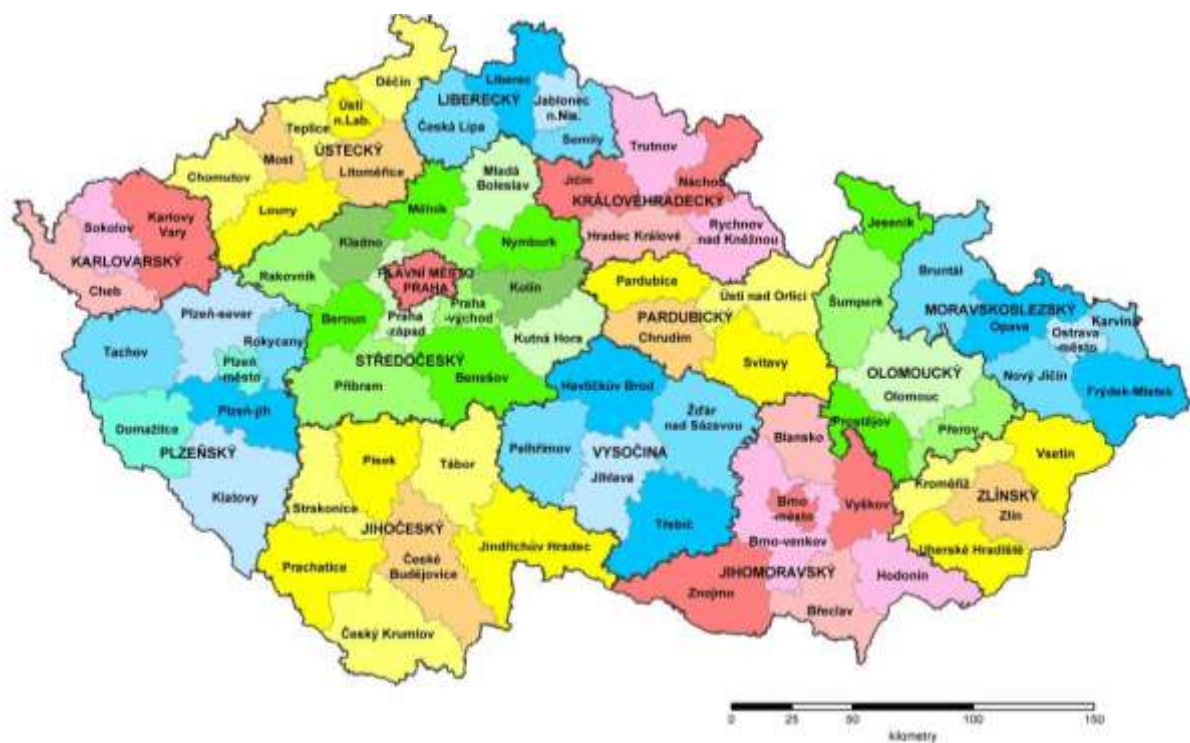 Děčín
Ústí
n.Lab.
Teplice
ÚSTECKÝ
Most
Litoměřice
Chomutov
Louny
Liberec
LIBERECKÝ
Jablonec
n.Nis.
Česká Lípa
Semily
Trutnov
Jičín
Náchod
KRÁLOVÉHRADECKÝ
Hradec Králové
Rychnov
nad Kněžnou
Sokolov
Karlovy
Vary
KARLOVARSKÝ
Cheb
Mladá
Boleslav
Mělník
Kladno
Nymburk
Rakovník
HLAVNÍ MĚSTO
PRAHA
Kolín
Beroun
Praha
-západ
Praha
-východ
Kutná Hora
STŘEDOČESKÝ
Příbram
Benešov
Plzeň-sever
Tachov
Rokycany
Plzeň
-město
Plzeň-jih
Domažlice
PLZEŇSKÝ
Klatovy
Pardubice
Ústí nad Orlicí
PARDUBICKÝ
Chrudim
Svitavy
Jeseník
Šumperk
OLOMOUCKÝ
Olomouc
Prostějov
Přerov
Bruntál
MORAVSKOSLEZSKÝ
Opava
Karviná
Ostrava
-město
Nový Jičín
Frýdek-Místek
Havlíčkův Brod
Žďár
nad Sázavou
Pelhřimov
VYSOČINA
Jihlava
Třebíč
Písek
Tábor
Strakonice
JIHOČESKÝ
Jindřichův Hradec
Prachatice
České
Budějovice
Český Krumlov
Blansko
Brno
-město
Vyškov
Brno-venkov
JIHOMORAVSKÝ
Hodonín
Znojmo
Břeclav
Vsetín
Kroměříž
ZLÍNSKÝ
Zlín
Uherské Hradiště
0 25 50 100 150
kilometry